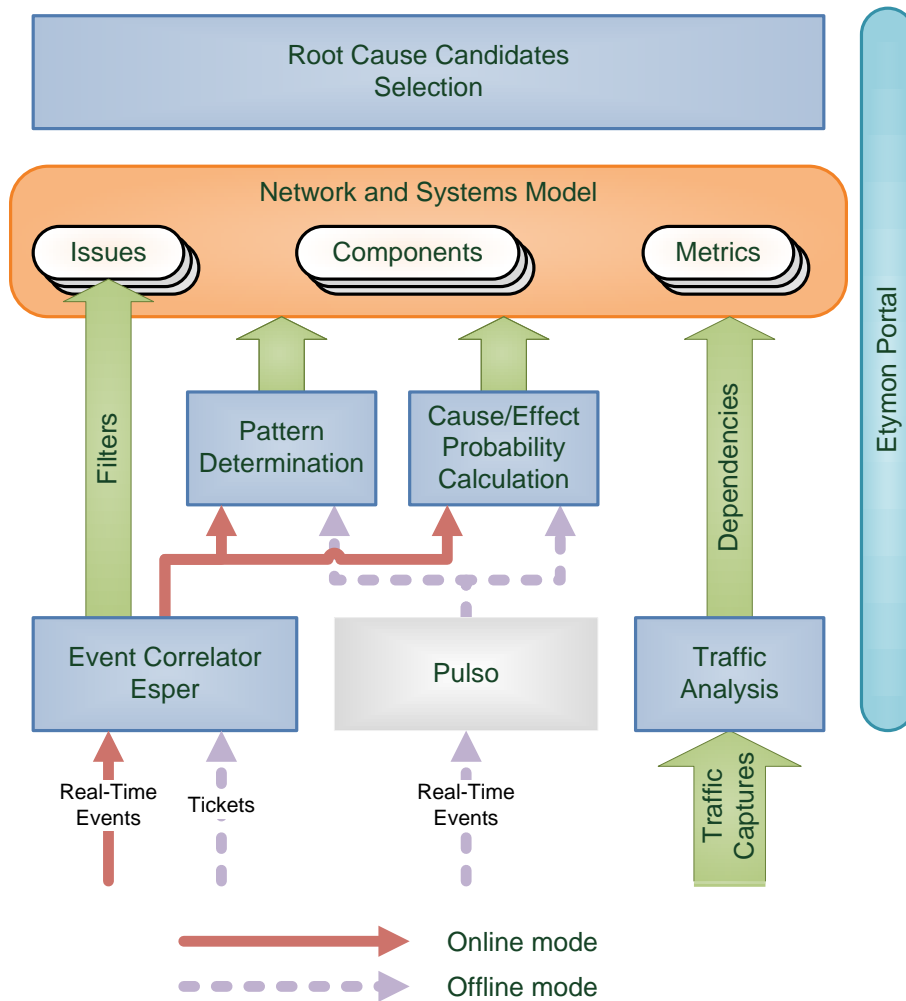 Root Cause Candidates
Selection
Network and Systems Model
Issues
Components
Metrics
Filters
Pattern
Determination
Cause/Effect
Probability
Calculation
Dependencies
Etymon Portal
Event Correlator
Esper
Pulso
Traffic
Analysis
Real-Time
Events
Tickets
Real-Time
Events
Traffic
Captures
Online mode
Offline mode